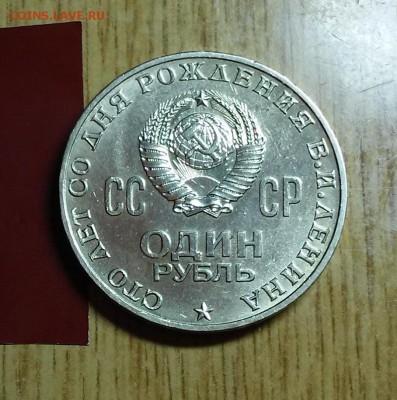 COINS.LAVE.RU
СТО ЛЕТ СО ДНЯ РОЖДЕНИЯ В.И.ЛЕНИНА
СС СР
ОДИН
РУБЛЬ